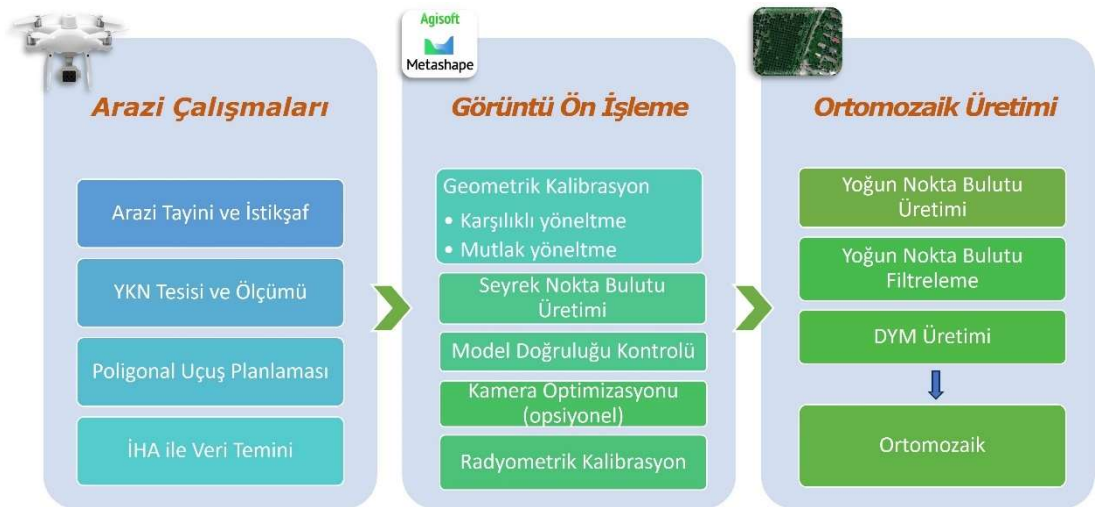 Agisoft
Metashape
Arazi Çalışmaları
Arazi Tayini ve İstikşaf
YKN Tesisi ve Ölçümü
Poligonal Uçuş Planlaması
İHA ile Veri Temini
Görüntü Ön İşleme
Geometrik Kalibrasyon
• Karşılıklı yöneltme
• Mutlak yöneltme
Seyrek Nokta Bulutu
Üretimi
Model Doğruluğu Kontrolü
Kamera Optimizasyonu
(opsiyonel)
Radyometrik Kalibrasyon
Ortomozaik Üretimi
Yoğun Nokta Bulutu
Üretimi
Yoğun Nokta Bulutu
Filtreleme
DYM Üretimi
Ortomozaik